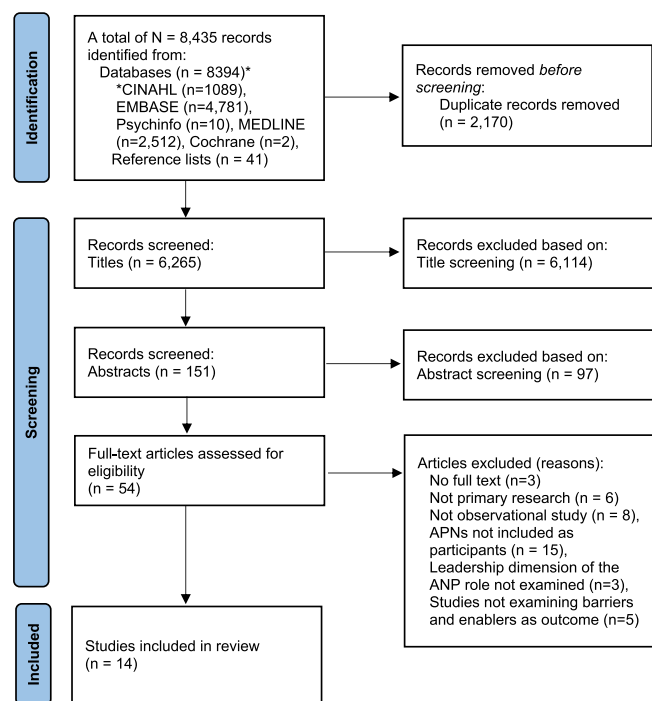 Identification
A total of N = 8,435 records
identified from:
Databases (n = 8394)*
*CINAHL (n=1089),
EMBASE (n=4,781),
Psychinfo (n=10), MEDLINE
(n=2,512), Cochrane (n=2),
Reference lists (n = 41)
Records removed before
screening:
Duplicate records removed
(n = 2,170)
Screening
Records screened:
Titles (n = 6,265)
Records excluded based on:
Title screening (n = 6,114)
Records screened:
Abstracts (n = 151)
Records excluded based on:
Abstract screening (n = 97)
Full-text articles assessed for
eligibility
(n = 54)
Articles excluded (reasons):
No full text (n=3)
Not primary research (n = 6)
Not observational study (n = 8),
APNs not included as
participants (n = 15),
Leadership dimension of the
ANP role not examined (n=3),
Studies not examining barriers
and enablers as outcome (n=5)
Included
Studies included in review
(n = 14)